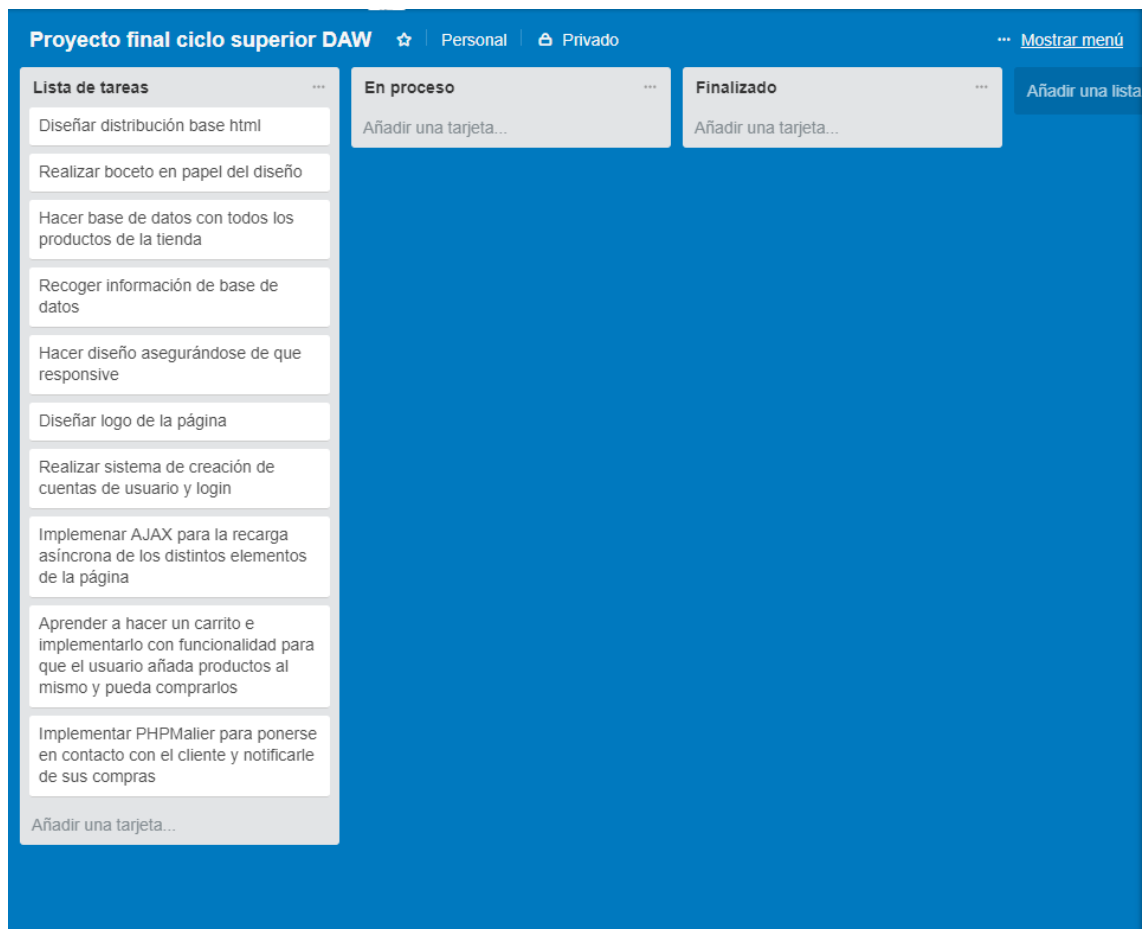 Proyecto final ciclo superior DAW
Personal
Privado
... Mostrar menú
Lista de tareas
...
Diseñar distribución base html
Realizar boceto en papel del diseño
Hacer base de datos con todos los
productos de la tienda
Recoger información de base de
datos
Hacer diseño asegurándose de que
responsive
Diseñar logo de la página
Realizar sistema de creación de
cuentas de usuario y login
Implemenar AJAX para la recarga
asíncrona de los distintos elementos
de la página
Aprender a hacer un carrito e
implementarlo con funcionalidad para
que el usuario añada productos al
mismo y pueda comprarlos
Implementar PHPMalier para ponerse
en contacto con el cliente y notificarle
de sus compras
Añadir una tarjeta...
En proceso
...
Añadir una tarjeta...
Finalizado
...
Añadir una tarjeta...
Añadir una lista